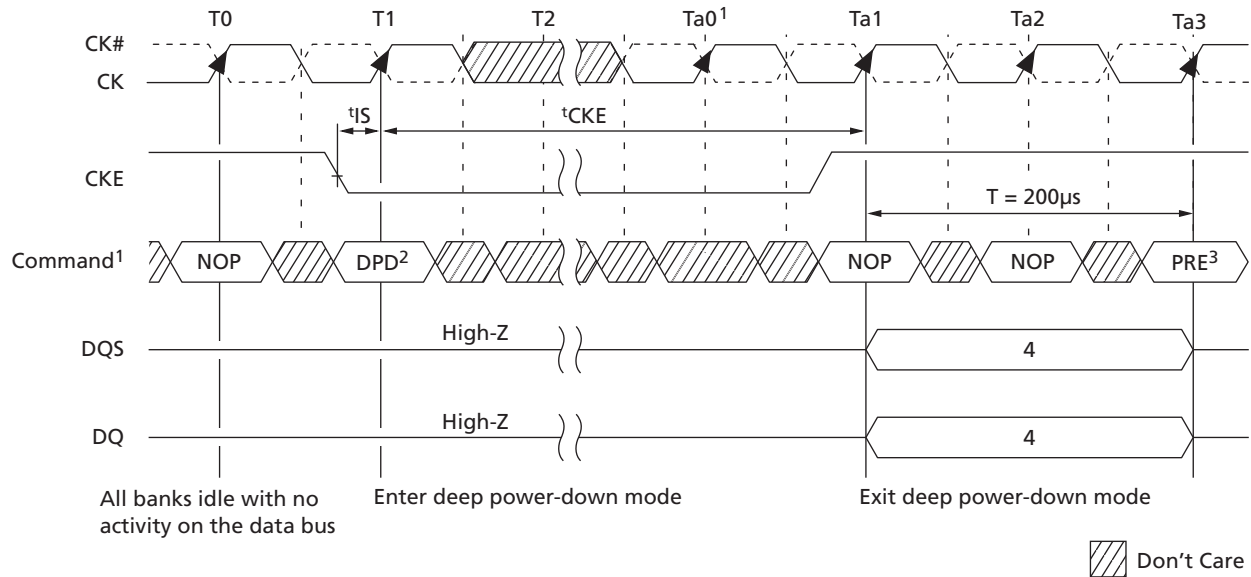 T0 T1 T2 Ta0¹ Ta1 Ta2 Ta3
CK#
CK
tIS tCKE
CKE
T = 200µs
Command¹ NOP DPD² NOP NOP PRE³
DQS High-Z 4
DQ High-Z 4
All banks idle with no
activity on the data bus
Enter deep power-down mode
Exit deep power-down mode
Don't Care